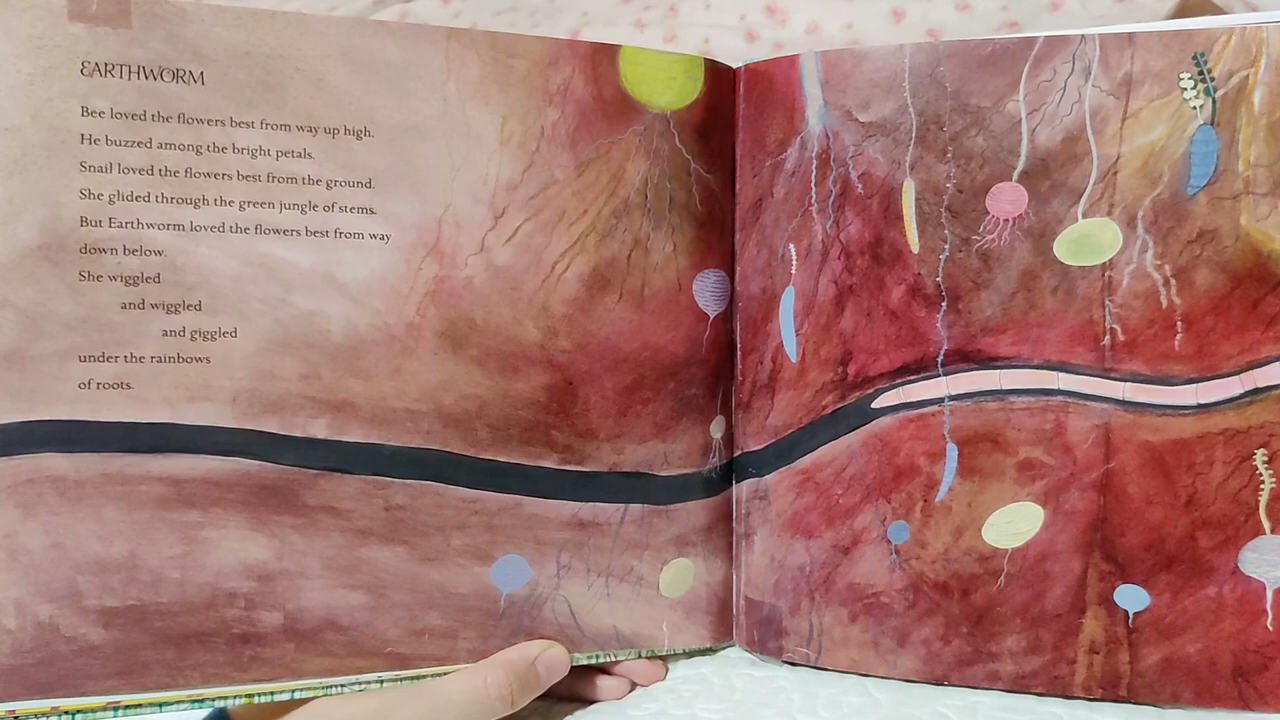 EARTHWORM
Bee loved the flowers best from way up high.
He buzzed among the bright petals.
Snail loved the flowers best from the ground.
She glided through the green jungle of stems.
But Earthworm loved the flowers best from way
down below.
She wiggled
and wiggled
and giggled
under the rainbows
of roots.